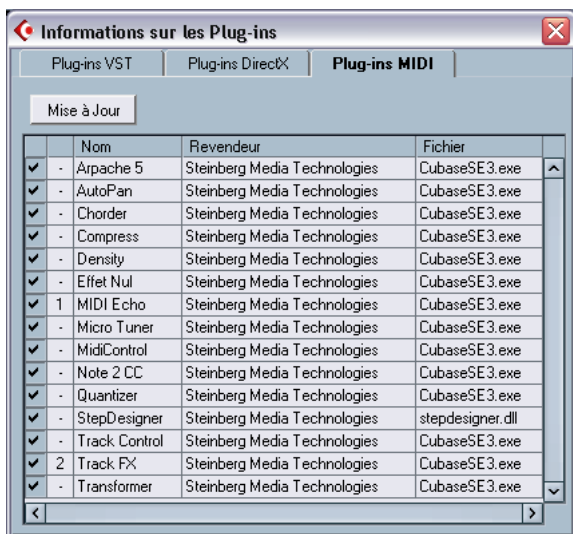 Informations sur les Plug-ins
Plug-ins VST Plug-ins DirectX Plug-ins MIDI
Mise à Jour
Nom Revendeur Fichier
- Arpache 5 Steinberg Media Technologies CubaseSE3.exe
- AutoPan Steinberg Media Technologies CubaseSE3.exe
- Chorder Steinberg Media Technologies CubaseSE3.exe
- Compress Steinberg Media Technologies CubaseSE3.exe
- Density Steinberg Media Technologies CubaseSE3.exe
- Effet Nul Steinberg Media Technologies CubaseSE3.exe
1 MIDI Echo Steinberg Media Technologies CubaseSE3.exe
- Micro Tuner Steinberg Media Technologies CubaseSE3.exe
- MidiControl Steinberg Media Technologies CubaseSE3.exe
- Note 2 CC Steinberg Media Technologies CubaseSE3.exe
- Quantizer Steinberg Media Technologies CubaseSE3.exe
- StepDesigner Steinberg Media Technologies stepdesigner.dll
- Track Control Steinberg Media Technologies CubaseSE3.exe
2 Track FX Steinberg Media Technologies CubaseSE3.exe
- Transformer Steinberg Media Technologies CubaseSE3.exe